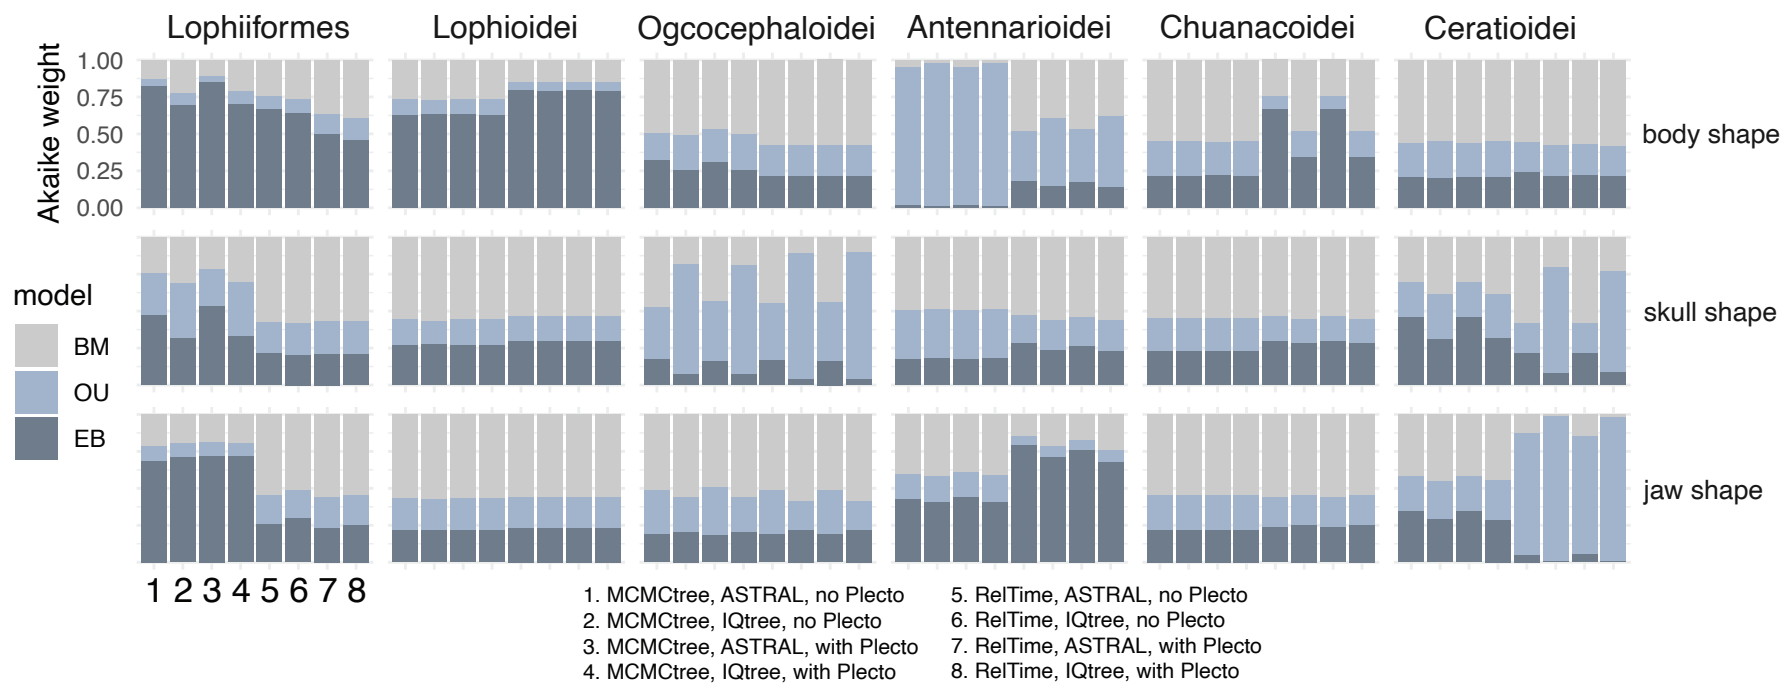 Lophiiformes Lophioidei Ogcocephaloidei Antennarioidei Chuanacoidei Ceratioidei
Akaike weight
1.00
0.75
0.50
0.25
0.00
body shape
skull shape
jaw shape
model
BM
OU
EB
1 2 3 4 5 6 7 8
1. MCMCtree, ASTRAL, no Plecto
2. MCMCtree, IQtree, no Plecto
3. MCMCtree, ASTRAL, with Plecto
4. MCMCtree, IQtree, with Plecto
5. RelTime, ASTRAL, no Plecto
6. RelTime, IQtree, no Plecto
7. RelTime, ASTRAL, with Plecto
8. RelTime, IQtree, with Plecto